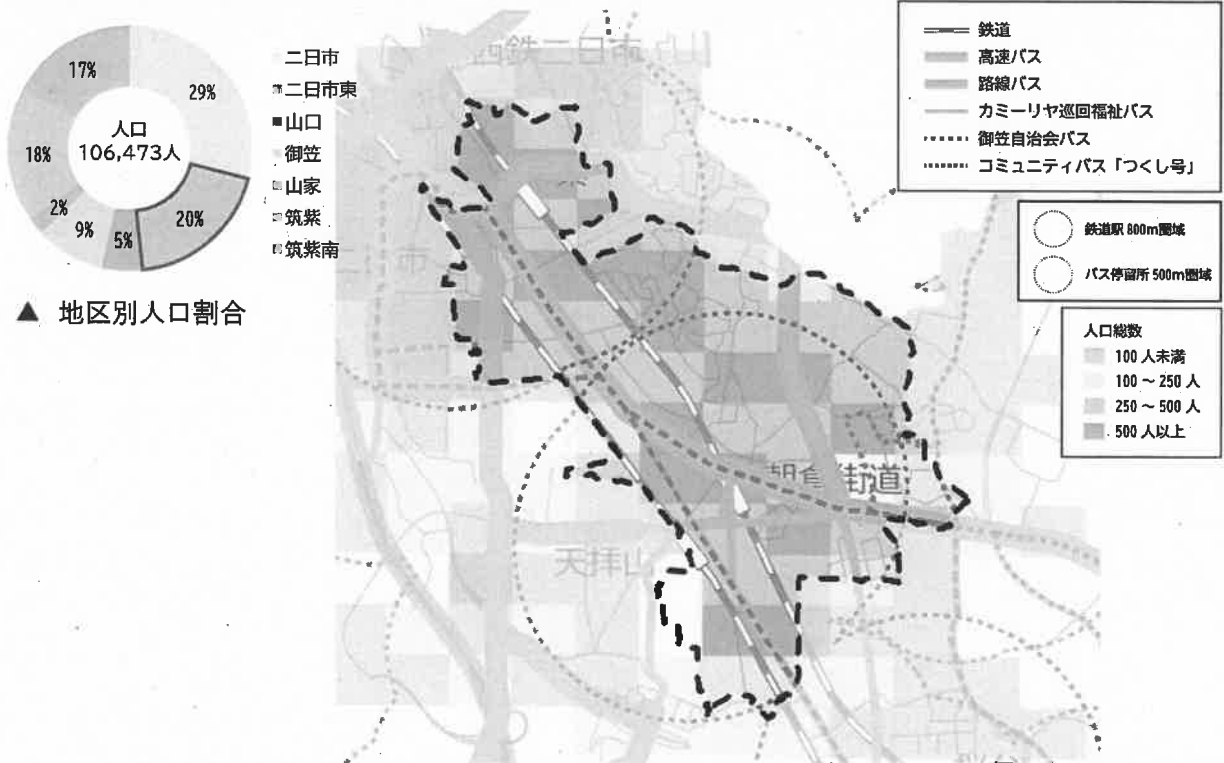 17%
29%
人口
106,473人
18%
2%
9%
5%
20%
二日市
二日市東
山口
御笠
山家
筑紫
筑紫南
▲ 地区別人口割合
西鉄二日市
山
市
朝倉街道
天拝山
鉄道
高速バス
路線バス
カミーリヤ巡回福祉バス
御笠自治会バス
コミュニティバス「つくし号」
鉄道駅 800m圏域
バス停留所 500m圏域
人口総数
100 人未満
100 ～ 250 人
250 ～ 500 人
500 人以上